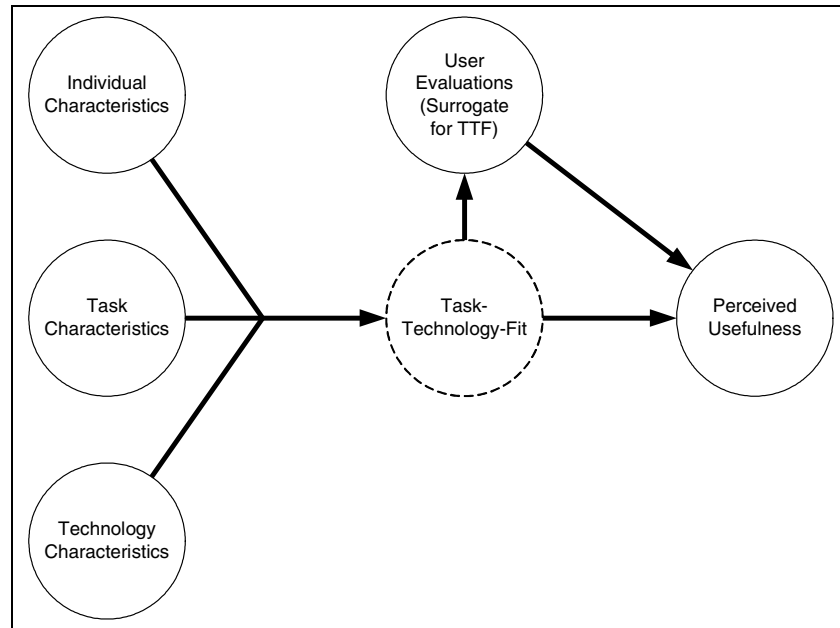 Individual
Characteristics
User
Evaluations
(Surrogate
for TTF)
Task
Characteristics
Task-
Technology-Fit
Perceived
Usefulness
Technology
Characteristics